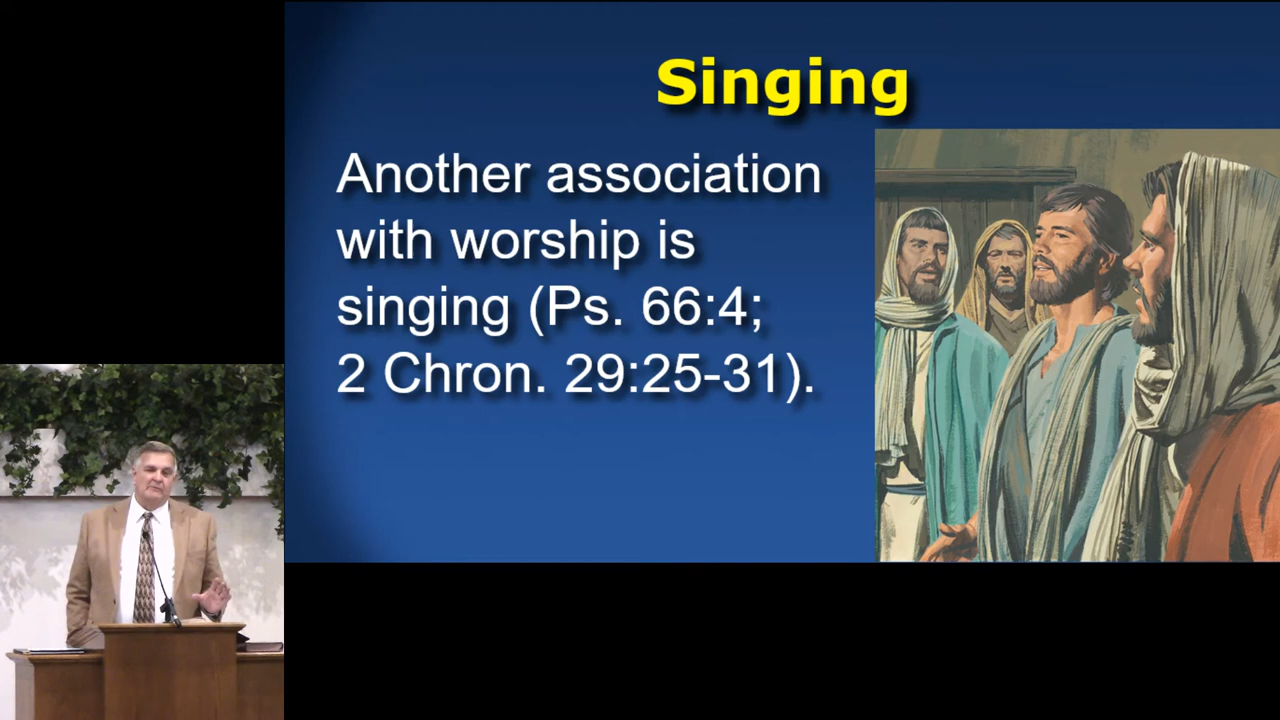 Singing
Another association
with worship is
singing (Ps. 66:4;
2 Chron. 29:25-31).